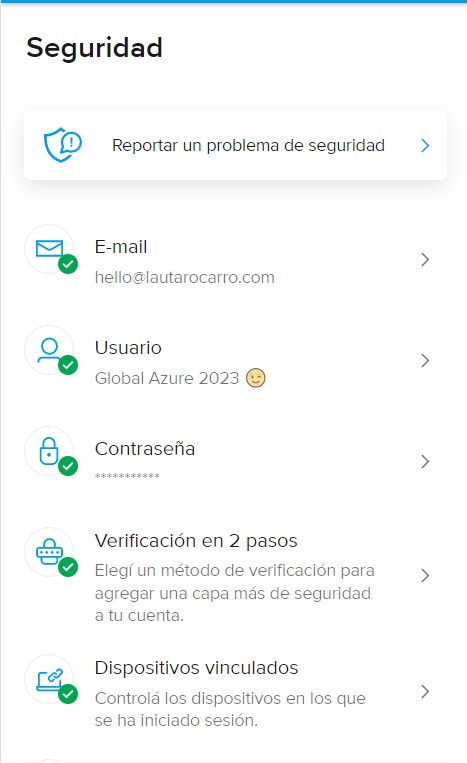 Seguridad
Reportar un problema de seguridad
E-mail
hello@lautarocarro.com
Usuario
Global Azure 2023 😉
Contraseña
***********
Verificación en 2 pasos
Elegí un método de verificación para
agregar una capa más de seguridad
a tu cuenta.
Dispositivos vinculados
Controlá los dispositivos en los que
se ha iniciado sesión.